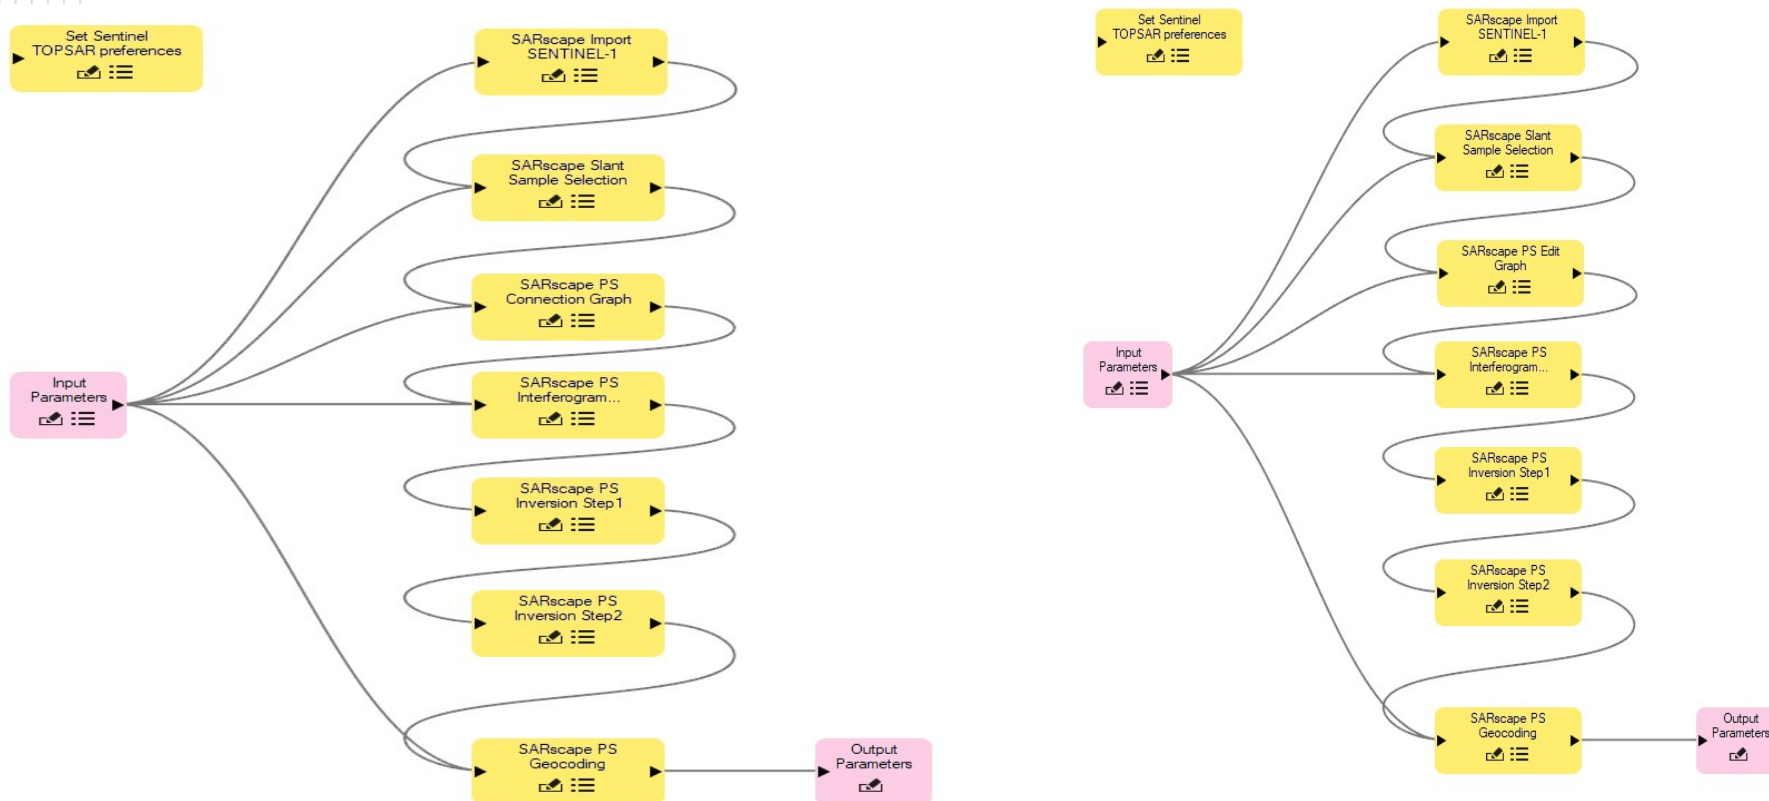 Set Sentinel
TOPSAR preferences
SARscape Import
SENTINEL-1
SARscape Slant
Sample Selection
SARscape PS
Connection Graph
Input
Parameters
SARscape PS
Interferogram...
SARscape PS
Inversion Step1
SARscape PS
Inversion Step2
SARscape PS
Geocoding
Output
Parameters
Set Sentinel
TOPSAR preferences
SARscape Import
SENTINEL-1
SARscape Slant
Sample Selection
SARscape PS Edit
Graph
Input
Parameters
SARscape PS
Interferogram...
SARscape PS
Inversion Step1
SARscape PS
Inversion Step2
SARscape PS
Geocoding
Output
Parameters